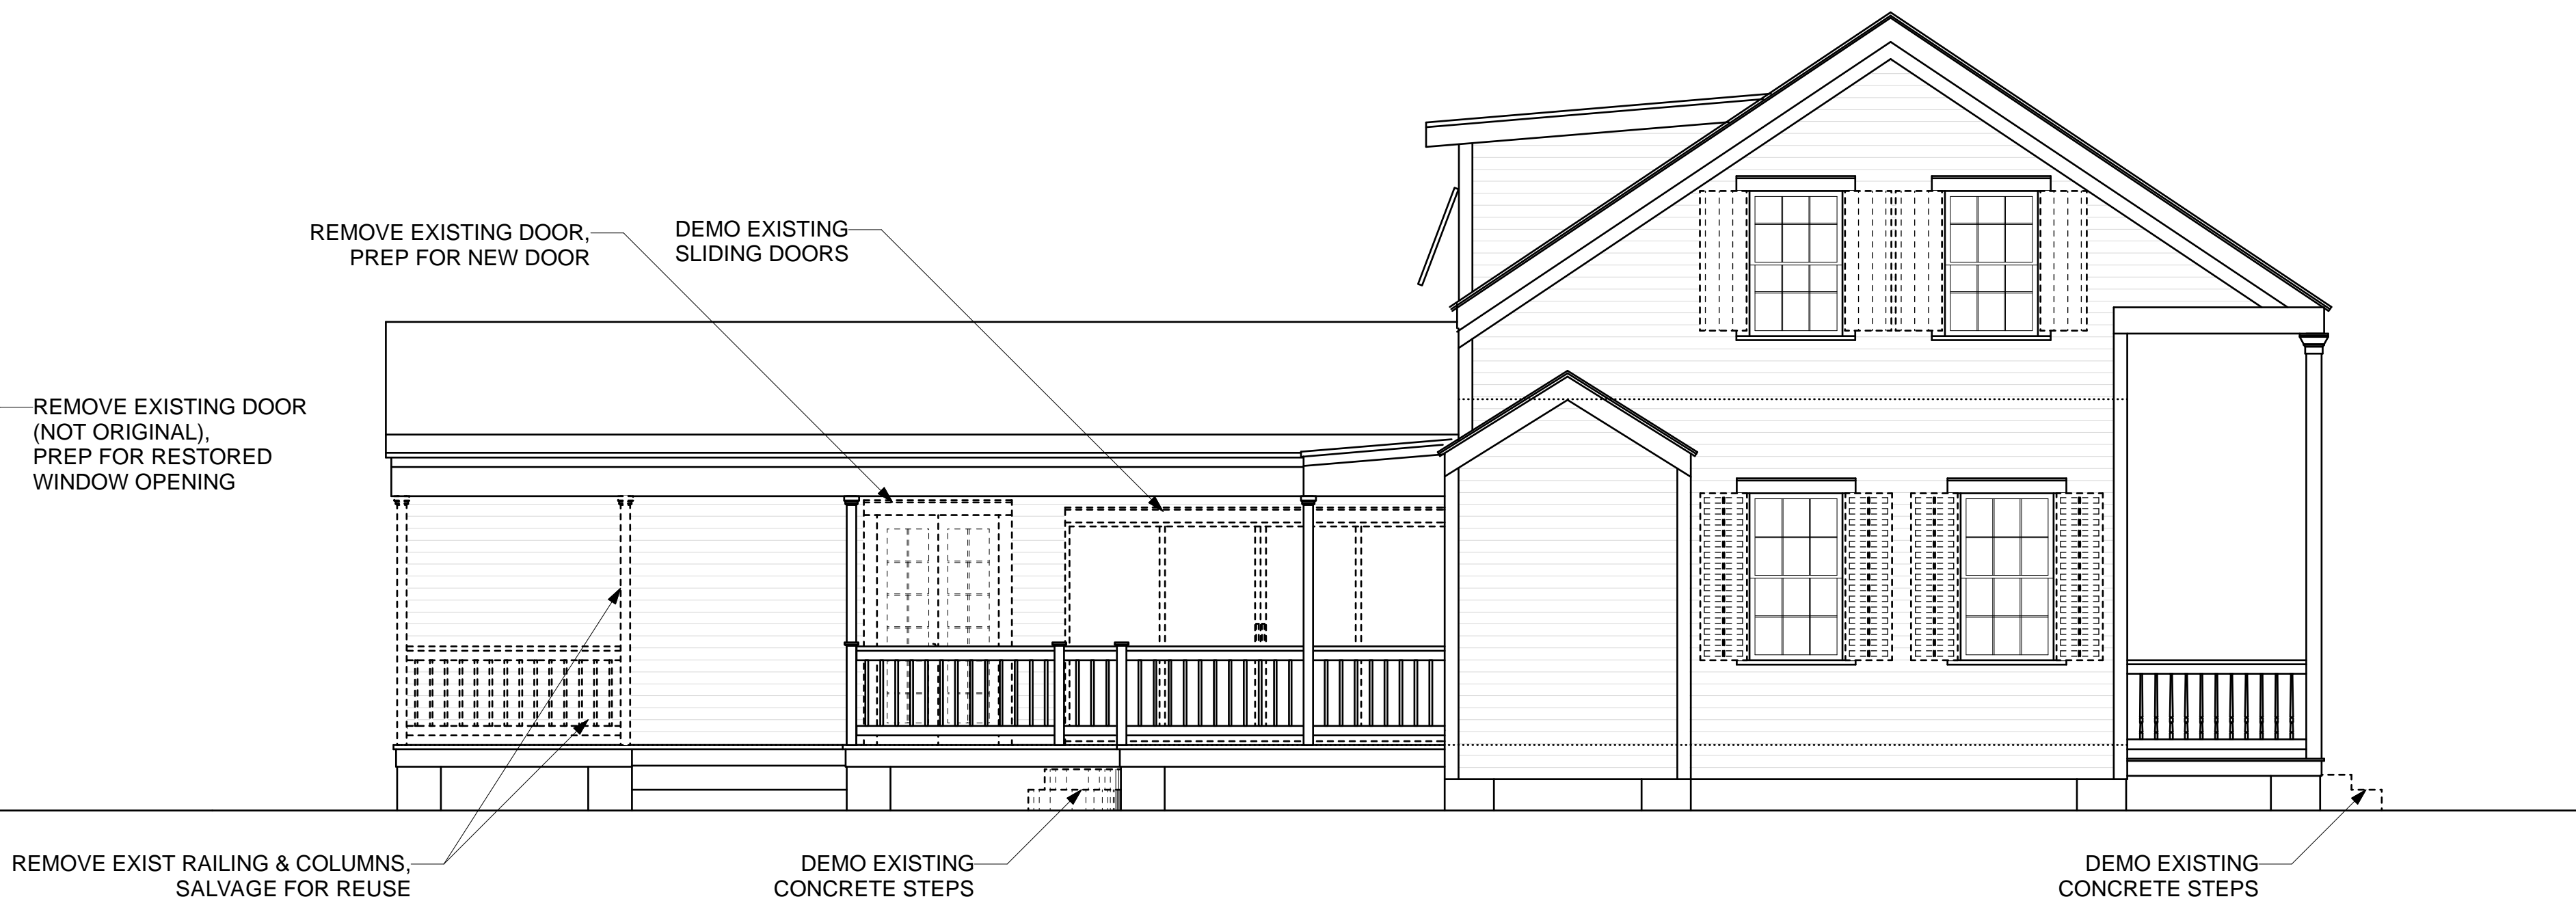 REMOVE EXISTING DOOR,
PREP FOR NEW DOOR
DEMO EXISTING
SLIDING DOORS
REMOVE EXISTING DOOR
(NOT ORIGINAL),
PREP FOR RESTORED
WINDOW OPENING
REMOVE EXIST RAILING & COLUMNS,
SALVAGE FOR REUSE
DEMO EXISTING
CONCRETE STEPS
DEMO EXISTING
CONCRETE STEPS